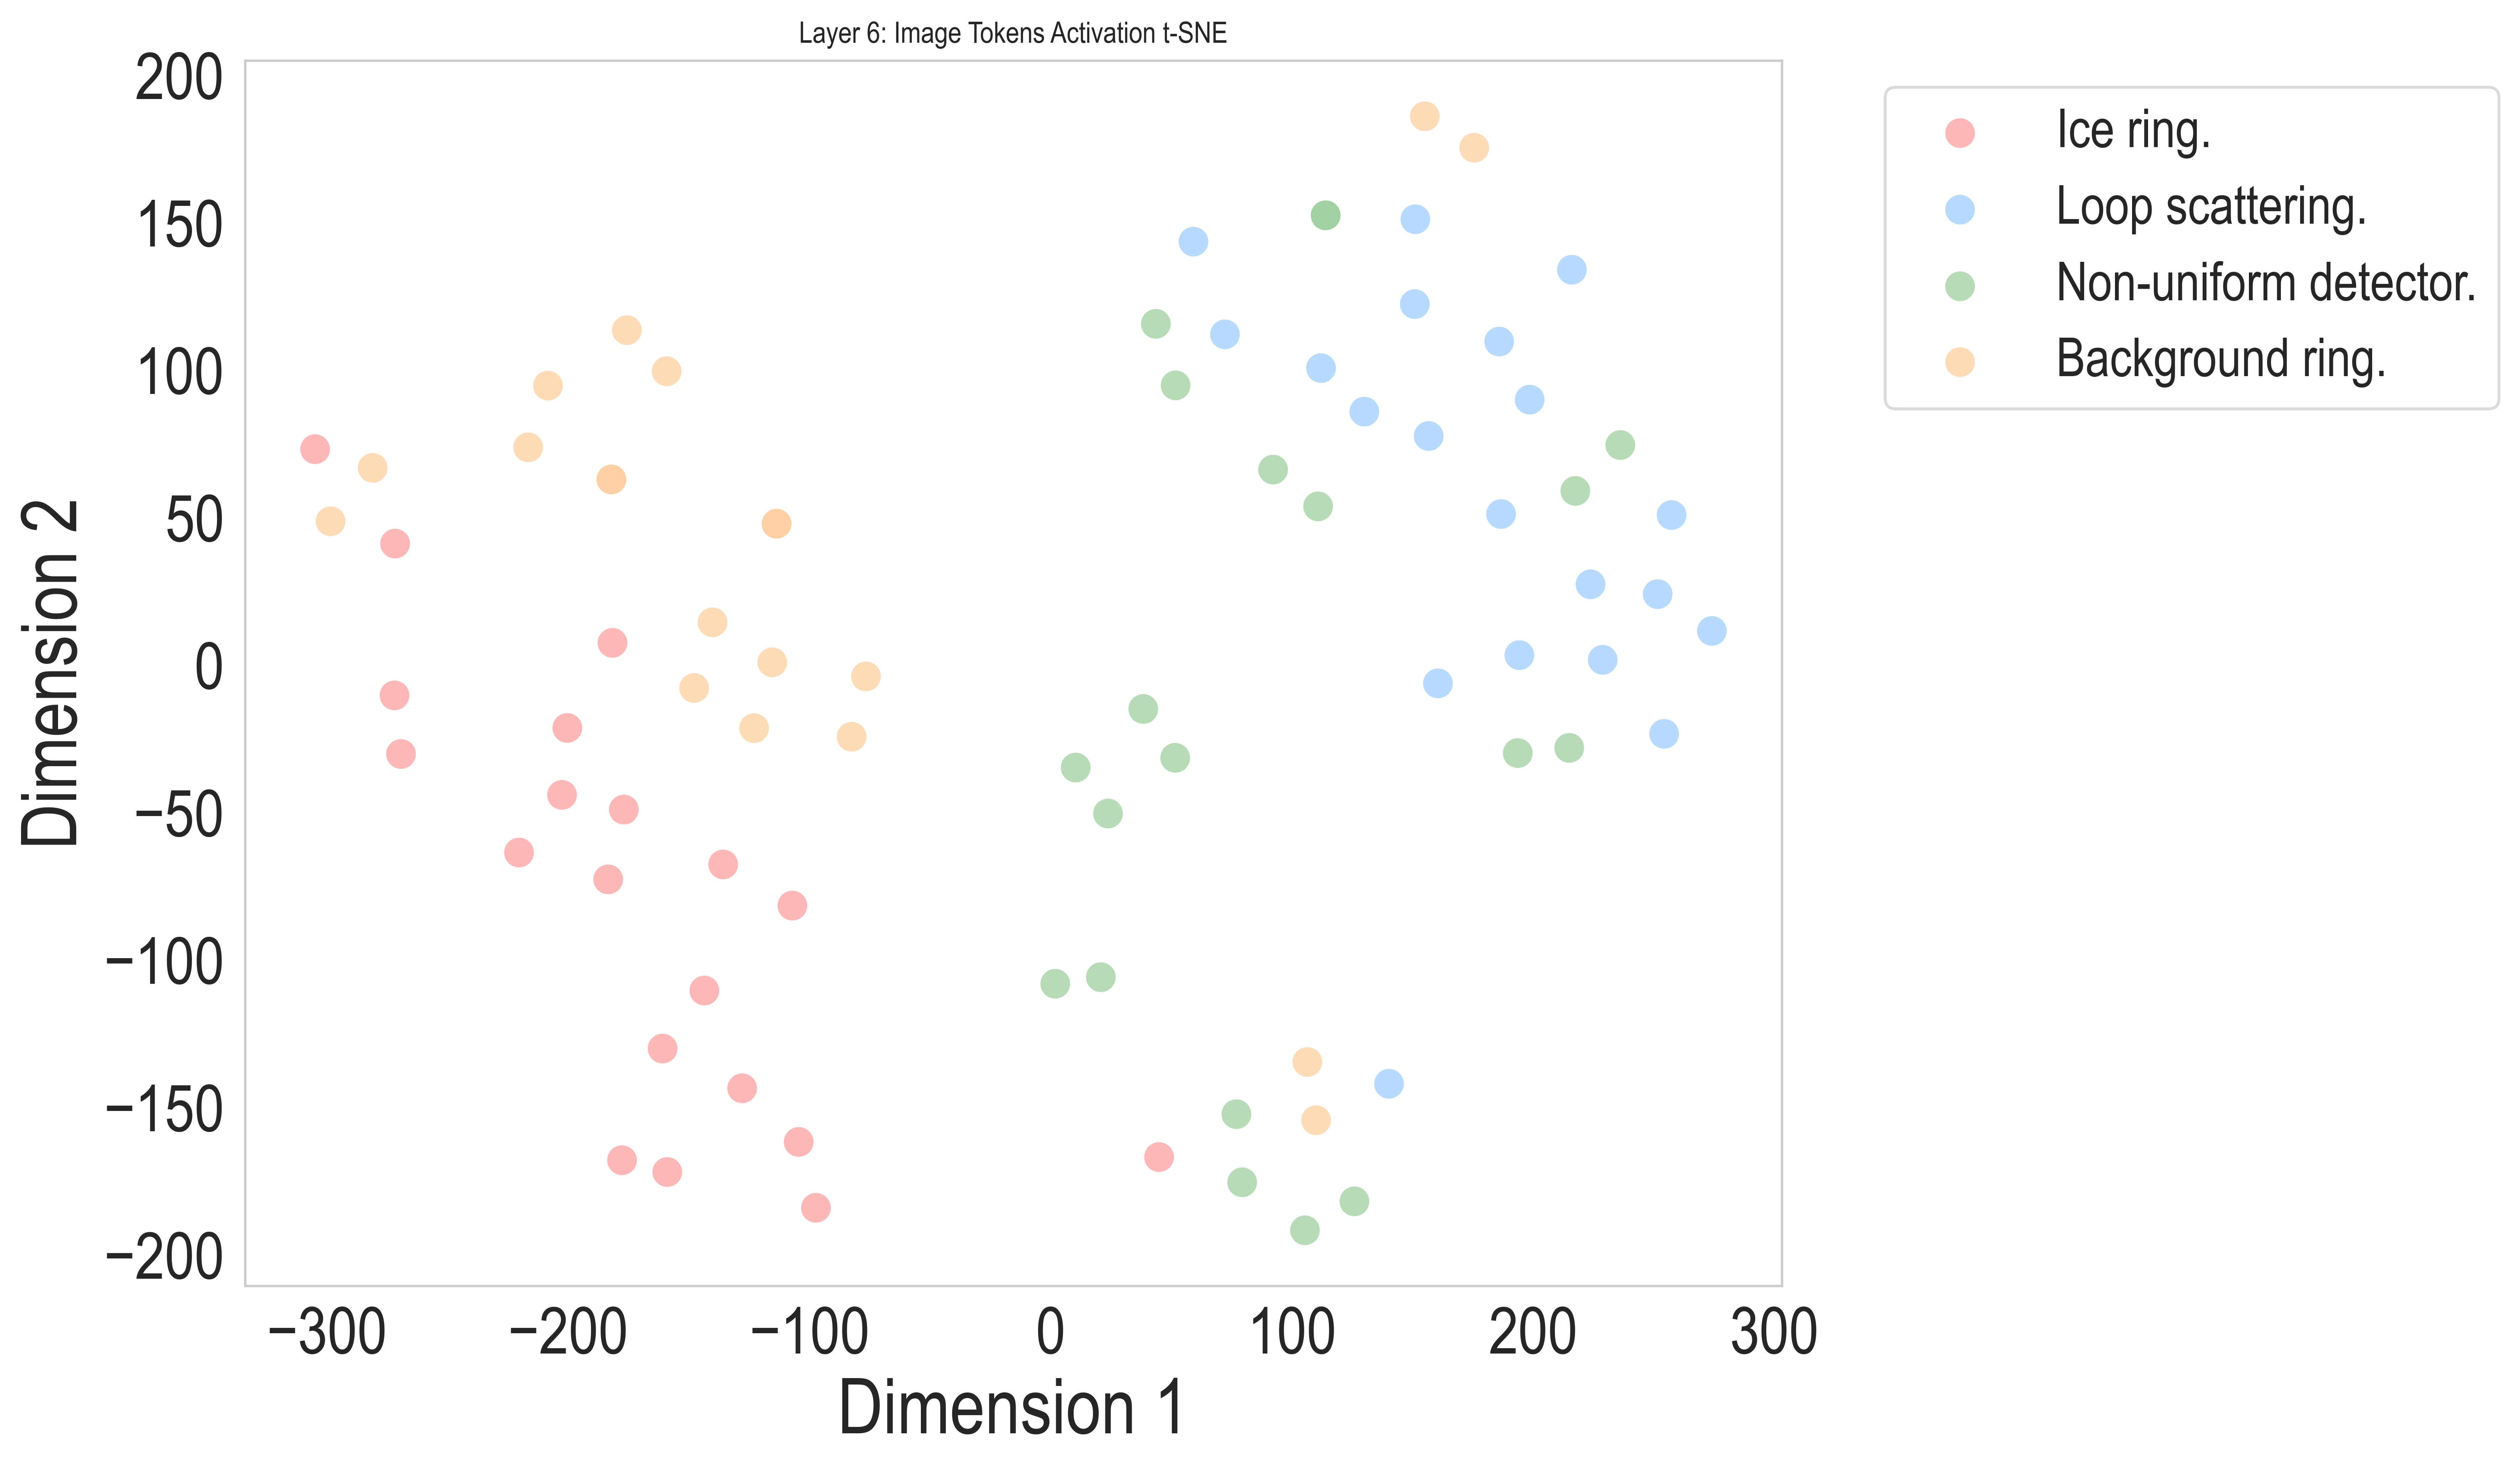 Layer 6: Image Tokens Activation t-SNE
200
150
100
50
0
−50
−100
−150
−200
Dimension 2
−300
−200
−100
0
100
200
300
Dimension 1
Ice ring.
Loop scattering.
Non-uniform detector.
Background ring.